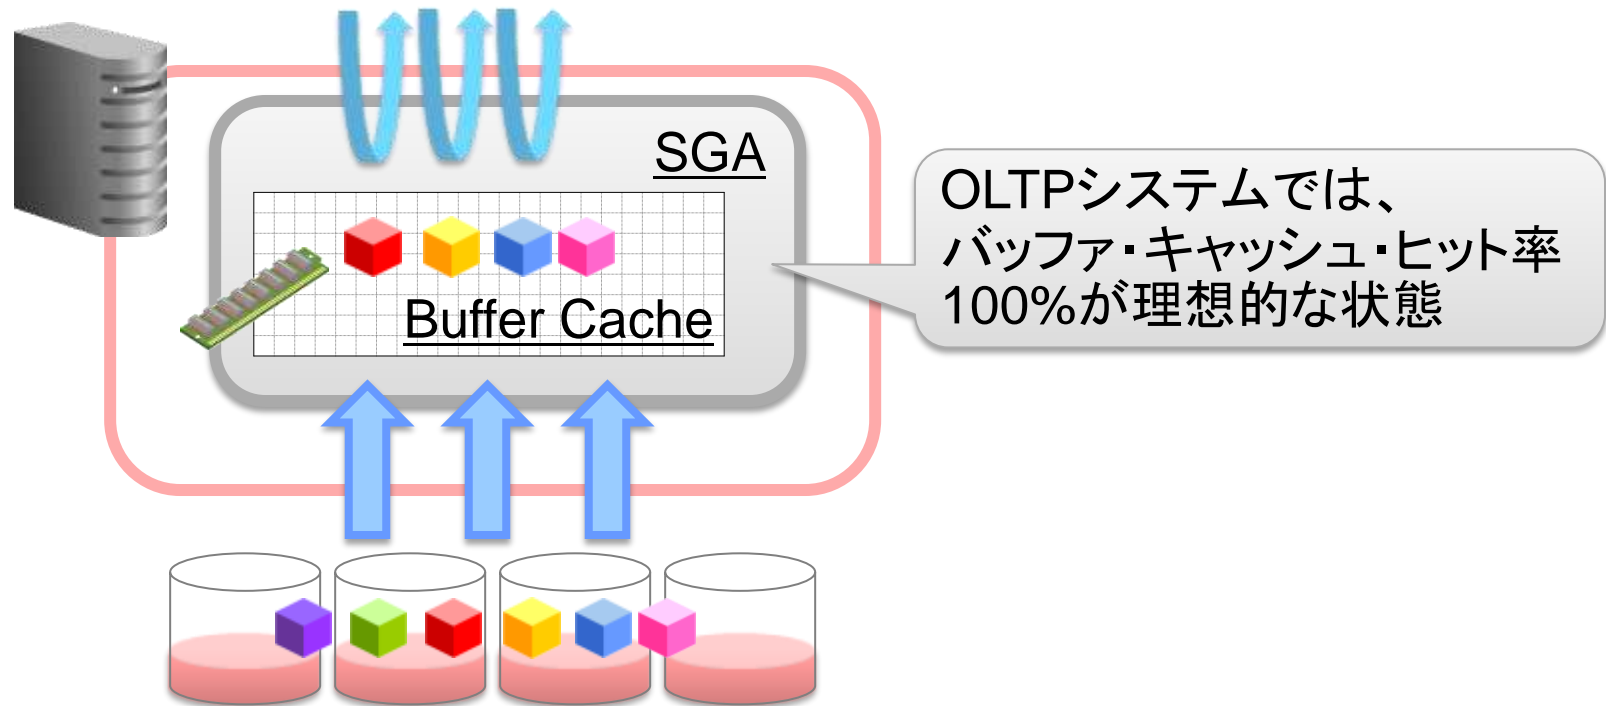 SGA
Buffer Cache
OLTPシステムでは、
バッファ・キャッシュ・ヒット率
100%が理想的な状態